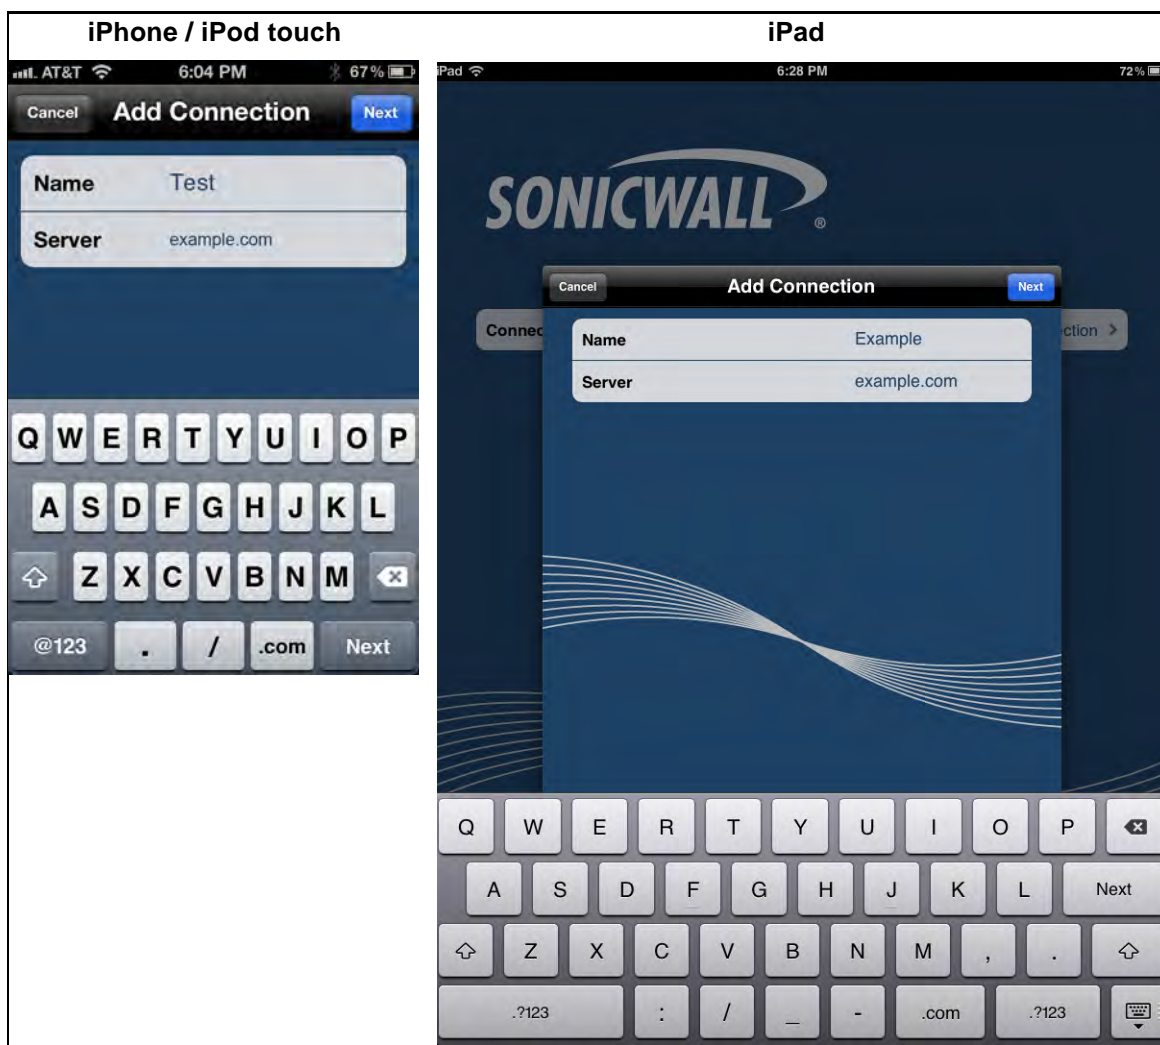 iPhone / iPod touch
iPad
AT&T 6:04 PM 67%
Cancel Add Connection Next
Name Test
Server example.com
Q W E R T Y U I O P
A S D F G H J K L
Z X C V B N M
@123 . / .com Next
iPad 6:28 PM 72%
SONICWALL ®
Connec
ction
Cancel Add Connection Next
Name Example
Server example.com
Q W E R T Y U I O P
A S D F G H J K L Next
Z X C V B N M , .
.?123 : / _ - .com .?123